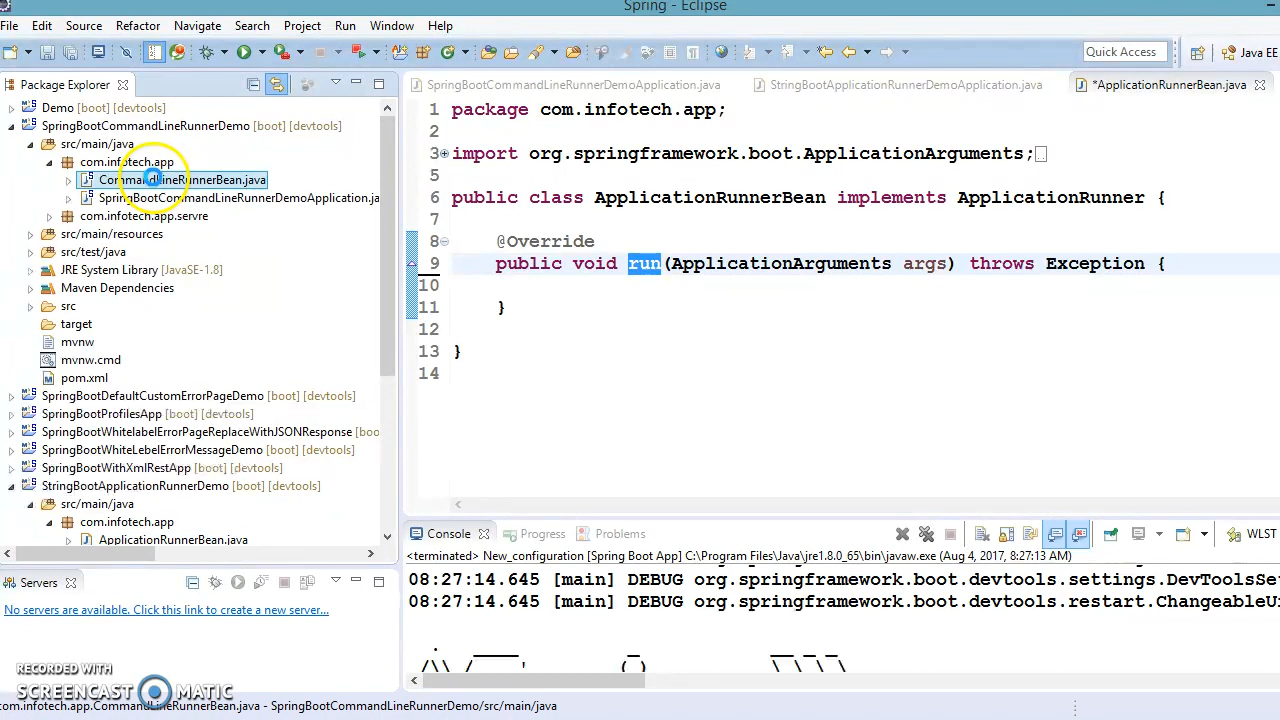 Spring - Eclipse
File Edit Source Refactor Navigate Search Project Run Window Help
Quick Access
Java EE
Package Explorer
SpringBootCommandLineRunnerDemoApplication.java
StringBootApplicationRunnerDemoApplication.java
*ApplicationRunnerBean.java
Demo [boot] [devtools]
SpringBootCommandLineRunnerDemo [boot] [devtools]
src/main/java
com.infotech.app
CommandLineRunnerBean.java
SpringBootCommandLineRunnerDemoApplication.ja
com.infotech.app.servre
src/main/resources
src/test/java
JRE System Library [JavaSE-1.8]
Maven Dependencies
src
target
mvnw
mvnw.cmd
pom.xml
SpringBootDefaultCustomErrorPageDemo [boot] [devtools]
SpringBootProfilesApp [boot] [devtools]
SpringBootWhitelabelErrorPageReplaceWithJSONResponse [boo
SpringBootWhiteLebelErrorMessageDemo [boot] [devtools]
SpringBootWithXmlRestApp [boot] [devtools]
StringBootApplicationRunnerDemo [boot] [devtools]
src/main/java
com.infotech.app
ApplicationRunnerBean.java
1 package com.infotech.app;
2
3 import org.springframework.boot.ApplicationArguments;
5
6 public class ApplicationRunnerBean implements ApplicationRunner {
7
8 @Override
9 public void run(ApplicationArguments args) throws Exception {
10
11 }
12
13 }
14
Console Progress Problems
WLST
<terminated> New_configuration [Spring Boot App] C:\Program Files\Java\jre1.8.0_65\bin\javaw.exe (Aug 4, 2017, 8:27:13 AM)
08:27:14.645 [main] DEBUG org.springframework.boot.devtools.settings.DevToolsSet
08:27:14.645 [main] DEBUG org.springframework.boot.devtools.restart.ChangeableUr
Servers
No servers are available. Click this link to create a new server...
RECORDED WITH
SCREENCAST MATIC
com.infotech.app.CommandLineRunnerBean.java - SpringBootCommandLineRunnerDemo/src/main/java